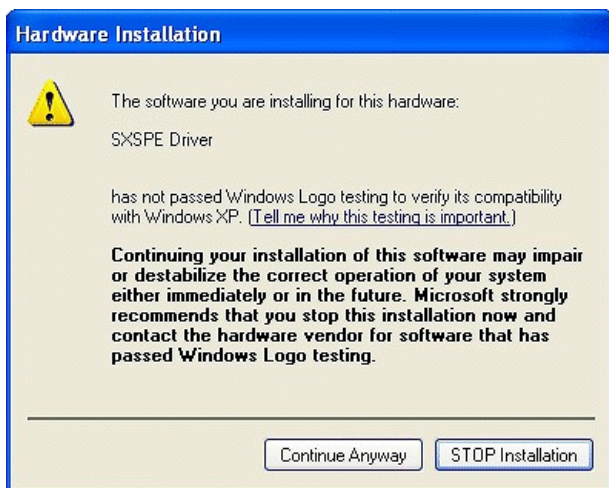 Hardware Installation
The software you are installing for this hardware:
SXSPE Driver
has not passed Windows Logo testing to verify its compatibility
with Windows XP. (Tell me why this testing is important.)
Continuing your installation of this software may impair
or destabilize the correct operation of your system
either immediately or in the future. Microsoft strongly
recommends that you stop this installation now and
contact the hardware vendor for software that has
passed Windows Logo testing.
Continue Anyway
STOP Installation